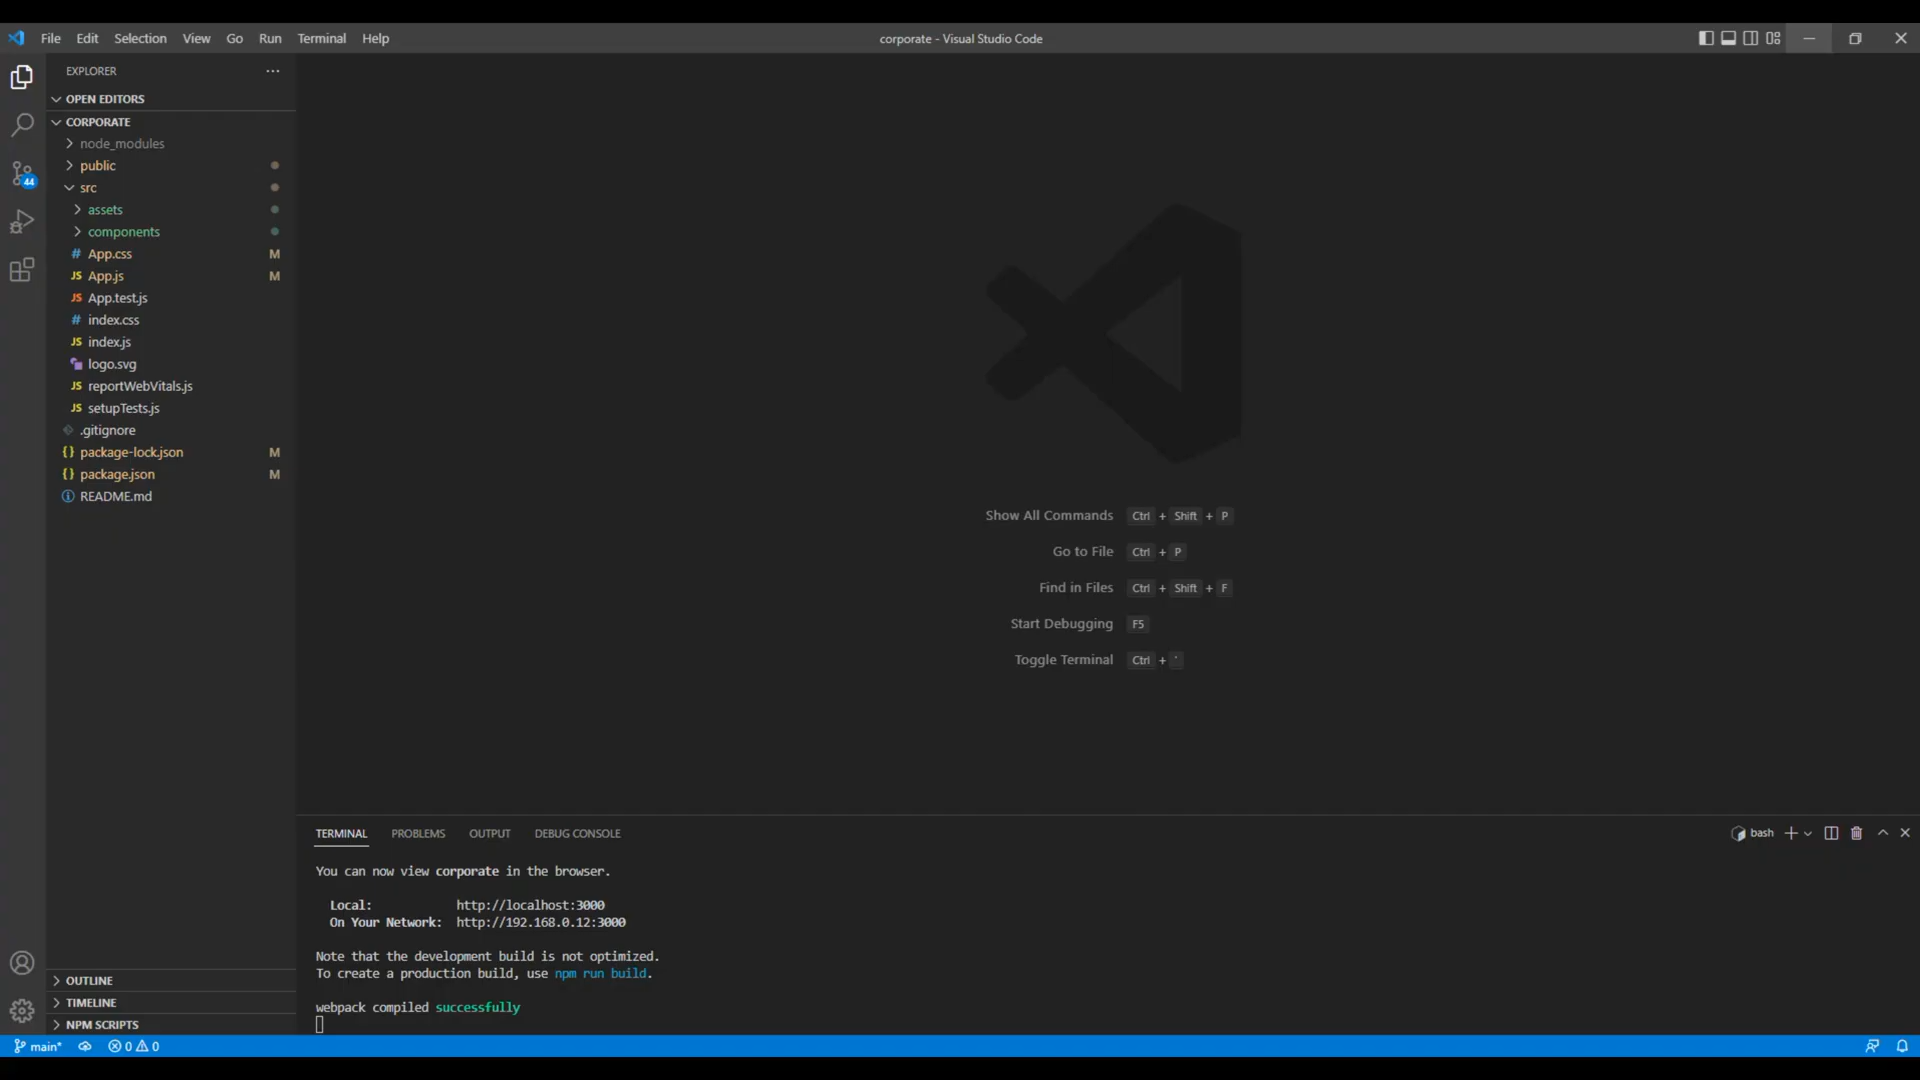 File Edit Selection View Go Run Terminal Help
corporate - Visual Studio Code
EXPLORER
OPEN EDITORS
CORPORATE
node_modules
public
src
assets
components
# App.css M
JS App.js M
JS App.test.js
# index.css
JS index.js
logo.svg
JS reportWebVitals.js
JS setupTests.js
.gitignore
{} package-lock.json M
{} package.json M
README.md
44
OUTLINE
TIMELINE
NPM SCRIPTS
Show All Commands Ctrl + Shift + P
Go to File Ctrl + P
Find in Files Ctrl + Shift + F
Start Debugging F5
Toggle Terminal Ctrl + `
TERMINAL PROBLEMS OUTPUT DEBUG CONSOLE
bash
You can now view corporate in the browser.
Local: http://localhost:3000
On Your Network: http://192.168.0.12:3000
Note that the development build is not optimized.
To create a production build, use npm run build.
webpack compiled successfully
main* 0 0